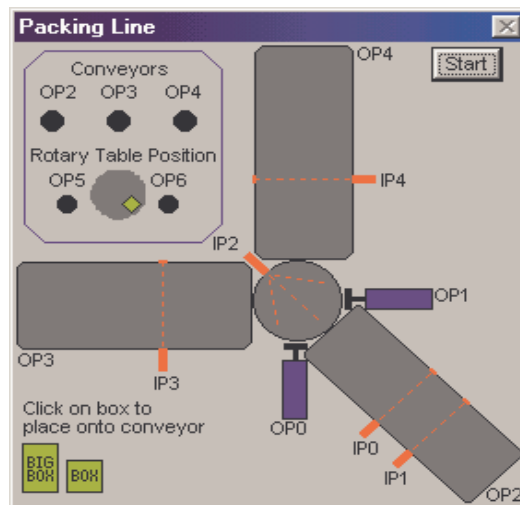 Packing Line
Conveyors
OP2 OP3 OP4
Rotary Table Position
OP5 OP6
OP4
Start
IP4
IP2
OP1
OP3
IP3
OP0
IP0
IP1
OP2
Click on box to
place onto conveyor
BIG
BOX
BOX